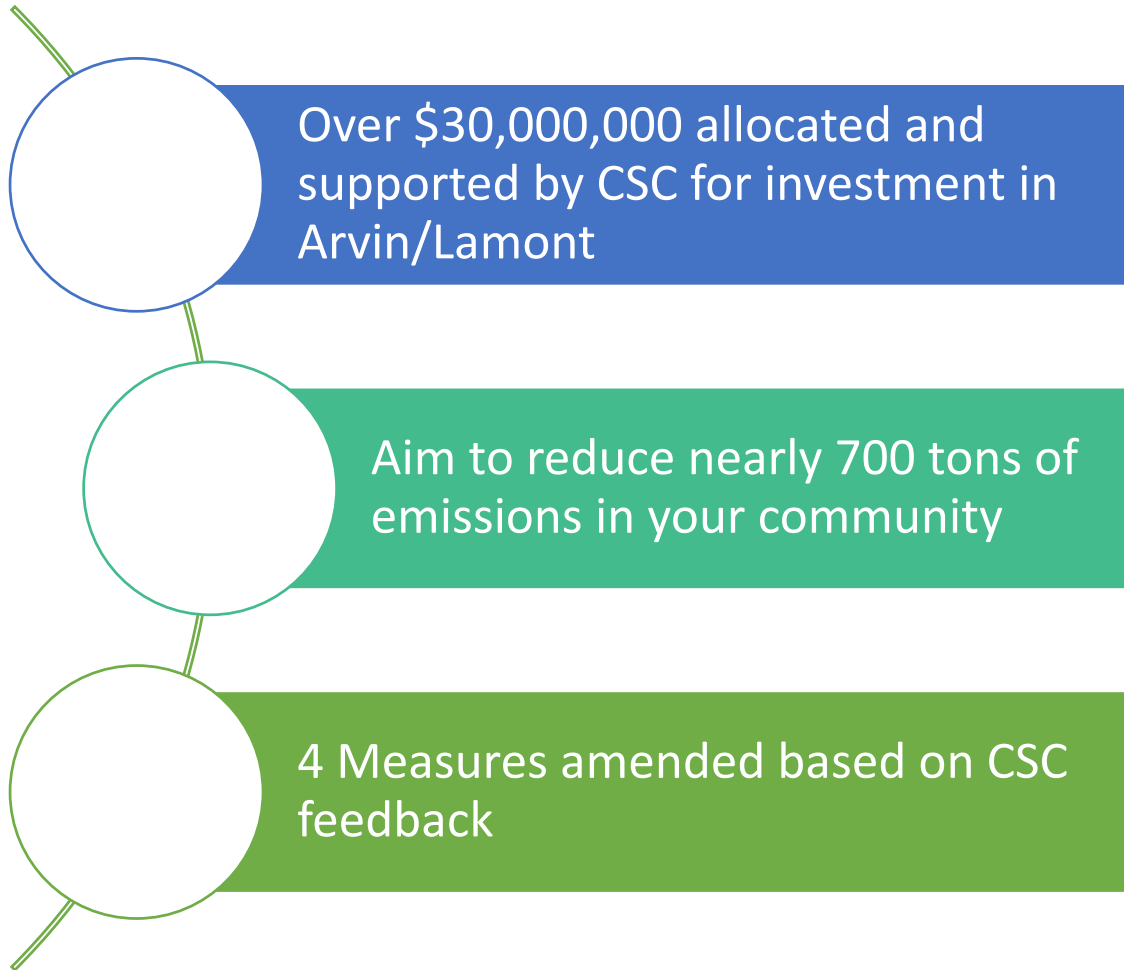 Over $30,000,000 allocated and
supported by CSC for investment in
Arvin/Lamont
Aim to reduce nearly 700 tons of
emissions in your community
4 Measures amended based on CSC
feedback